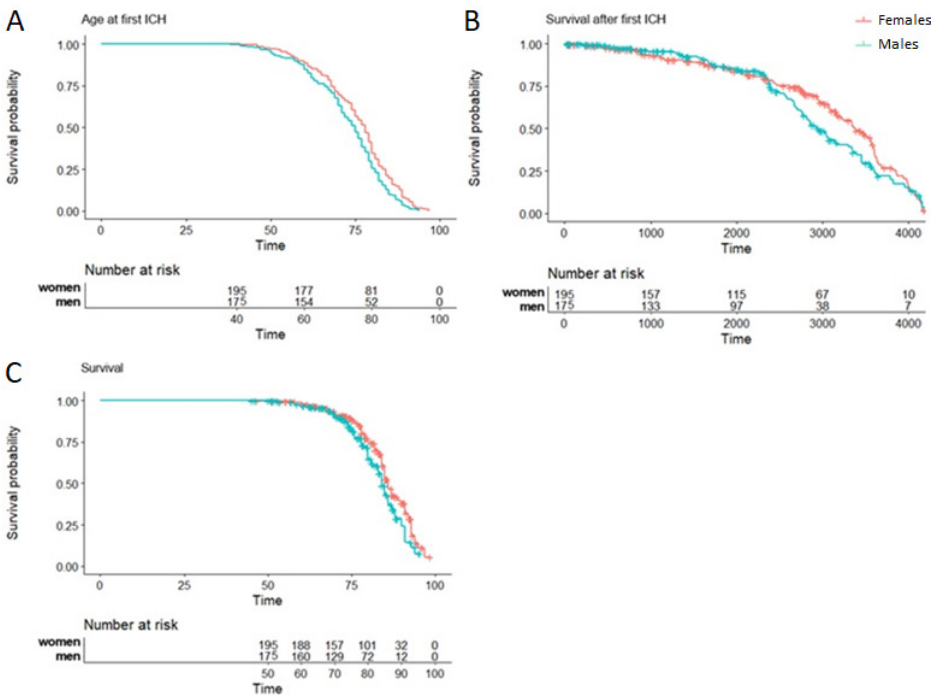 A
Age at first ICH
Survival probability
1.00
0.75
0.50
0.25
0.00
0 25 50 75 100
Time
Number at risk
women 195 177 81 0
men 175 154 52 0
40 60 80 100
Time
B
Survival after first ICH
Females
Males
Survival probability
1.00
0.75
0.50
0.25
0.00
0 1000 2000 3000 4000
Time
Number at risk
women 195 157 115 67 10
men 175 133 97 38 7
0 1000 2000 3000 4000
Time
C
Survival
Survival probability
1.00
0.75
0.50
0.25
0.00
0 25 50 75 100
Time
Number at risk
women 195 188 157 101 32 0
men 175 160 129 72 12 0
50 60 70 80 90 100
Time